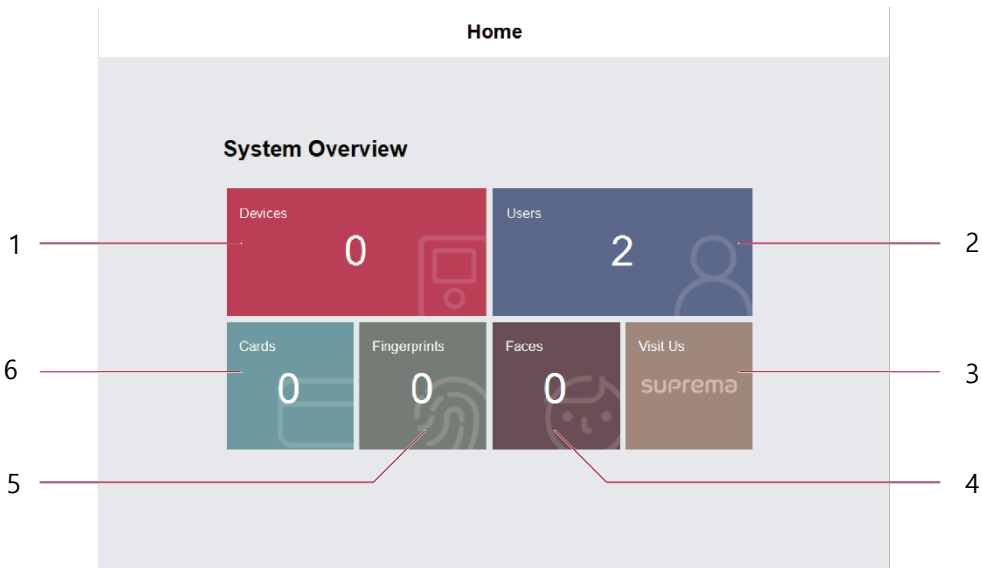 Home
System Overview
Devices
0
Users
2
1
2
Cards
0
Fingerprints
0
Faces
0
Visit Us
suprema
6
3
5
4